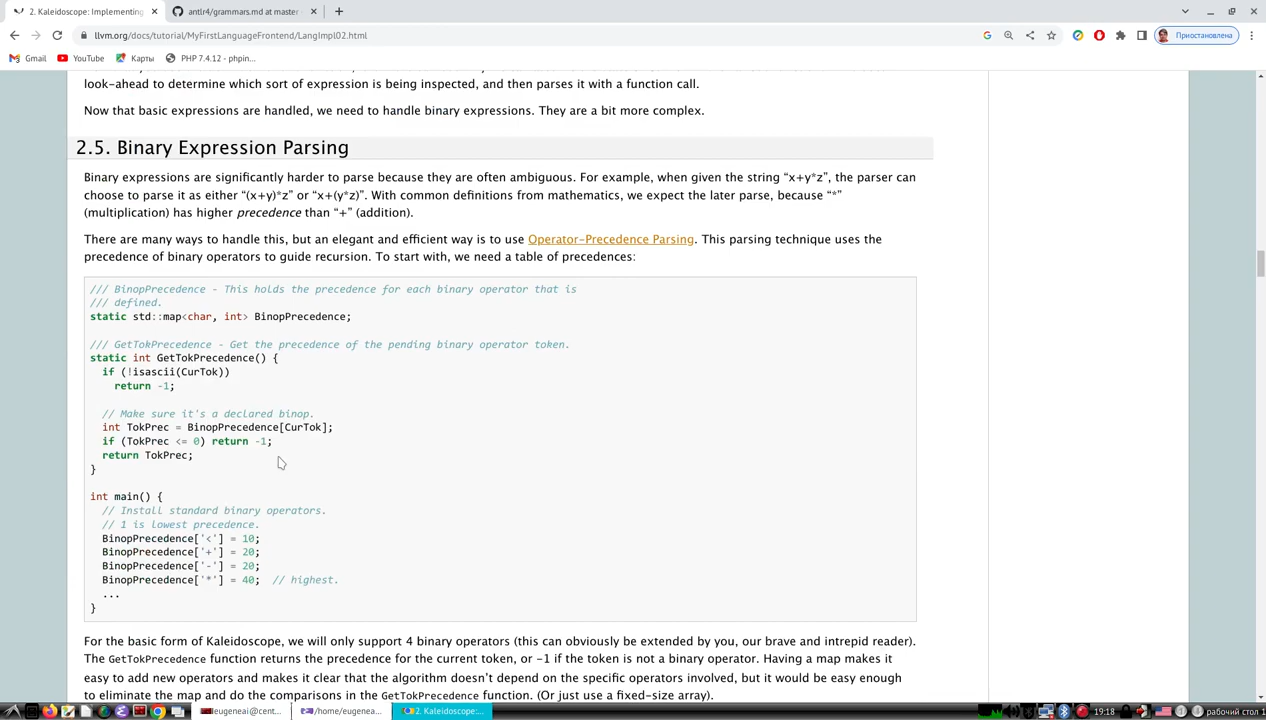 2. Kaleidoscope: Implementing
antlr4/grammars.md at master
llvm.org/docs/tutorial/MyFirstLanguageFrontend/LangImpl02.html
Приостановлена
Gmail
YouTube
Карты
PHP 7.4.12 - phpin...
look-ahead to determine which sort of expression is being inspected, and then parses it with a function call.
Now that basic expressions are handled, we need to handle binary expressions. They are a bit more complex.
2.5. Binary Expression Parsing
Binary expressions are significantly harder to parse because they are often ambiguous. For example, when given the string “x+y*z”, the parser can
choose to parse it as either “(x+y)*z” or “x+(y*z)”. With common definitions from mathematics, we expect the later parse, because “*”
(multiplication) has higher precedence than “+” (addition).
There are many ways to handle this, but an elegant and efficient way is to use Operator-Precedence Parsing. This parsing technique uses the
precedence of binary operators to guide recursion. To start with, we need a table of precedences:
/// BinopPrecedence - This holds the precedence for each binary operator that is
/// defined.
static std::map<char, int> BinopPrecedence;
/// GetTokPrecedence - Get the precedence of the pending binary operator token.
static int GetTokPrecedence() {
if (!isascii(CurTok))
return -1;
// Make sure it's a declared binop.
int TokPrec = BinopPrecedence[CurTok];
if (TokPrec <= 0) return -1;
return TokPrec;
}
int main() {
// Install standard binary operators.
// 1 is lowest precedence.
BinopPrecedence['<'] = 10;
BinopPrecedence['+'] = 20;
BinopPrecedence['-'] = 20;
BinopPrecedence['*'] = 40; // highest.
...
}
For the basic form of Kaleidoscope, we will only support 4 binary operators (this can obviously be extended by you, our brave and intrepid reader).
The GetTokPrecedence function returns the precedence for the current token, or -1 if the token is not a binary operator. Having a map makes it
easy to add new operators and makes it clear that the algorithm doesn’t depend on the specific operators involved, but it would be easy enough
to eliminate the map and do the comparisons in the GetTokPrecedence function. (Or just use a fixed-size array).
eugeneai@cent...
/home/eugenea...
2. Kaleidoscope:...
19:18
рабочий стол 1